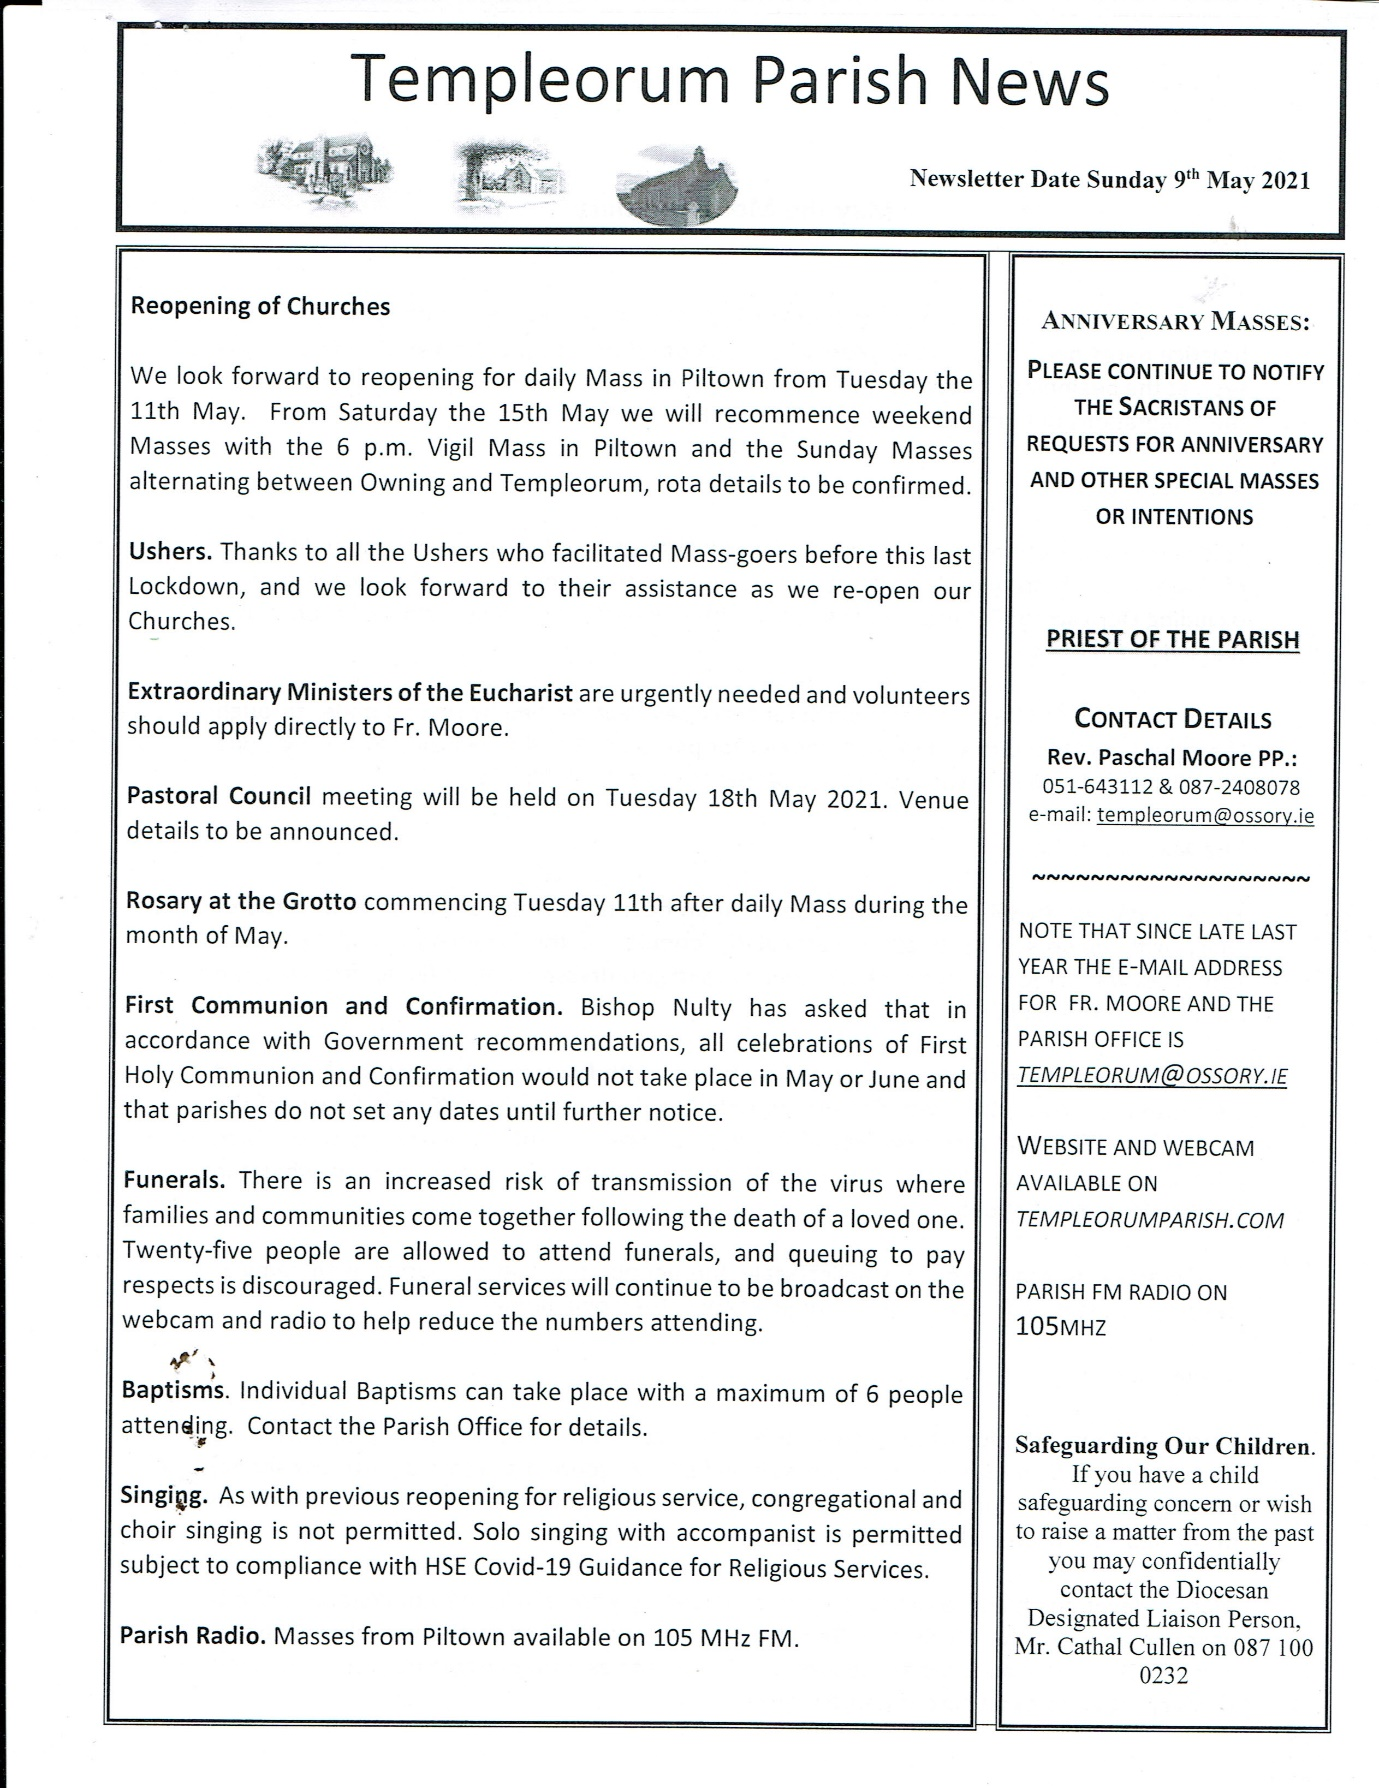 Templeorum Parish News
Newsletter Date Sunday 9th May 2021
Reopening of Churches
We look forward to reopening for daily Mass in Piltown from Tuesday the
11th May. From Saturday the 15th May we will recommence weekend
Masses with the 6 p.m. Vigil Mass in Piltown and the Sunday Masses
alternating between Owning and Templeorum, rota details to be confirmed.
Ushers. Thanks to all the Ushers who facilitated Mass-goers before this last
Lockdown, and we look forward to their assistance as we re-open our
Churches.
Extraordinary Ministers of the Eucharist are urgently needed and volunteers
should apply directly to Fr. Moore.
Pastoral Council meeting will be held on Tuesday 18th May 2021. Venue
details to be announced.
Rosary at the Grotto commencing Tuesday 11th after daily Mass during the
month of May.
First Communion and Confirmation. Bishop Nulty has asked that in
accordance with Government recommendations, all celebrations of First
Holy Communion and Confirmation would not take place in May or June and
that parishes do not set any dates until further notice.
Funerals. There is an increased risk of transmission of the virus where
families and communities come together following the death of a loved one.
Twenty-five people are allowed to attend funerals, and queuing to pay
respects is discouraged. Funeral services will continue to be broadcast on the
webcam and radio to help reduce the numbers attending.
Baptisms. Individual Baptisms can take place with a maximum of 6 people
attending. Contact the Parish Office for details.
Singing. As with previous reopening for religious service, congregational and
choir singing is not permitted. Solo singing with accompanist is permitted
subject to compliance with HSE Covid-19 Guidance for Religious Services.
Parish Radio. Masses from Piltown available on 105 MHz FM.
ANNIVERSARY MASSES:
PLEASE CONTINUE TO NOTIFY
THE SACRISTANS OF
REQUESTS FOR ANNIVERSARY
AND OTHER SPECIAL MASSES
OR INTENTIONS
PRIEST OF THE PARISH
CONTACT DETAILS
Rev. Paschal Moore PP.:
051-643112 & 087-2408078
e-mail: templeorum@ossory.ie
~~~~~~~~~~~~~~~~~~~
NOTE THAT SINCE LATE LAST
YEAR THE E-MAIL ADDRESS
FOR FR. MOORE AND THE
PARISH OFFICE IS
TEMPLEORUM@OSSORY.IE
WEBSITE AND WEBCAM
AVAILABLE ON
TEMPLEORUMPARISH.COM
PARISH FM RADIO ON
105MHZ
Safeguarding Our Children.
If you have a child
safeguarding concern or wish
to raise a matter from the past
you may confidentially
contact the Diocesan
Designated Liaison Person,
Mr. Cathal Cullen on 087 100
0232